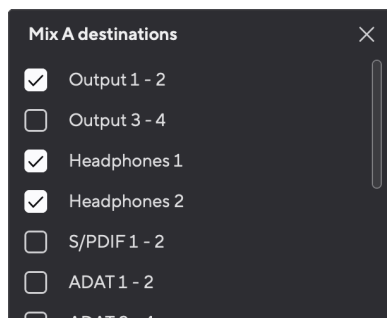 Mix A destinations
Output 1 - 2
Output 3 - 4
Headphones 1
Headphones 2
S/PDIF 1 - 2
ADAT 1 - 2